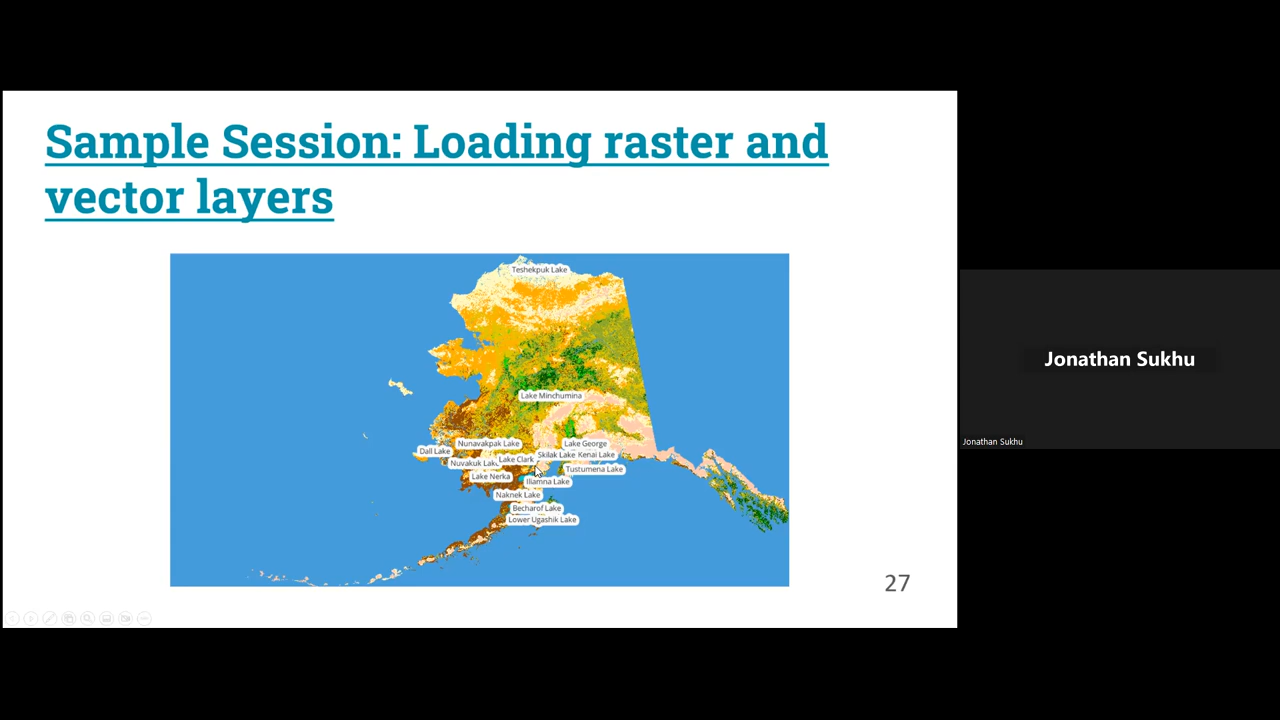 Sample Session: Loading raster and
vector layers
Teshekpuk Lake
Lake Minchumina
Nunavakpak Lake
Lake George
Dall Lake
Skilak Lake
Kenai Lake
Nuvakuk Lake
Lake Clark
Tustumena Lake
Lake Nerka
Iliamna Lake
Naknek Lake
Becharof Lake
Lower Ugashik Lake
27
Jonathan Sukhu
Jonathan Sukhu